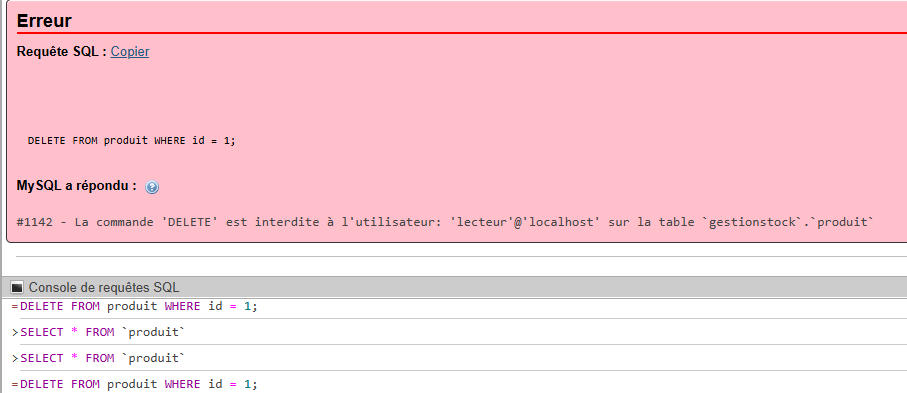 Erreur
Requête SQL : Copier
DELETE FROM produit WHERE id = 1;
MySQL a répondu :
#1142 - La commande 'DELETE' est interdite à l'utilisateur: 'lecteur'@'localhost' sur la table `gestionstock`.`produit`
Console de requêtes SQL
=DELETE FROM produit WHERE id = 1;
>SELECT * FROM `produit`
>SELECT * FROM `produit`
=DELETE FROM produit WHERE id = 1;